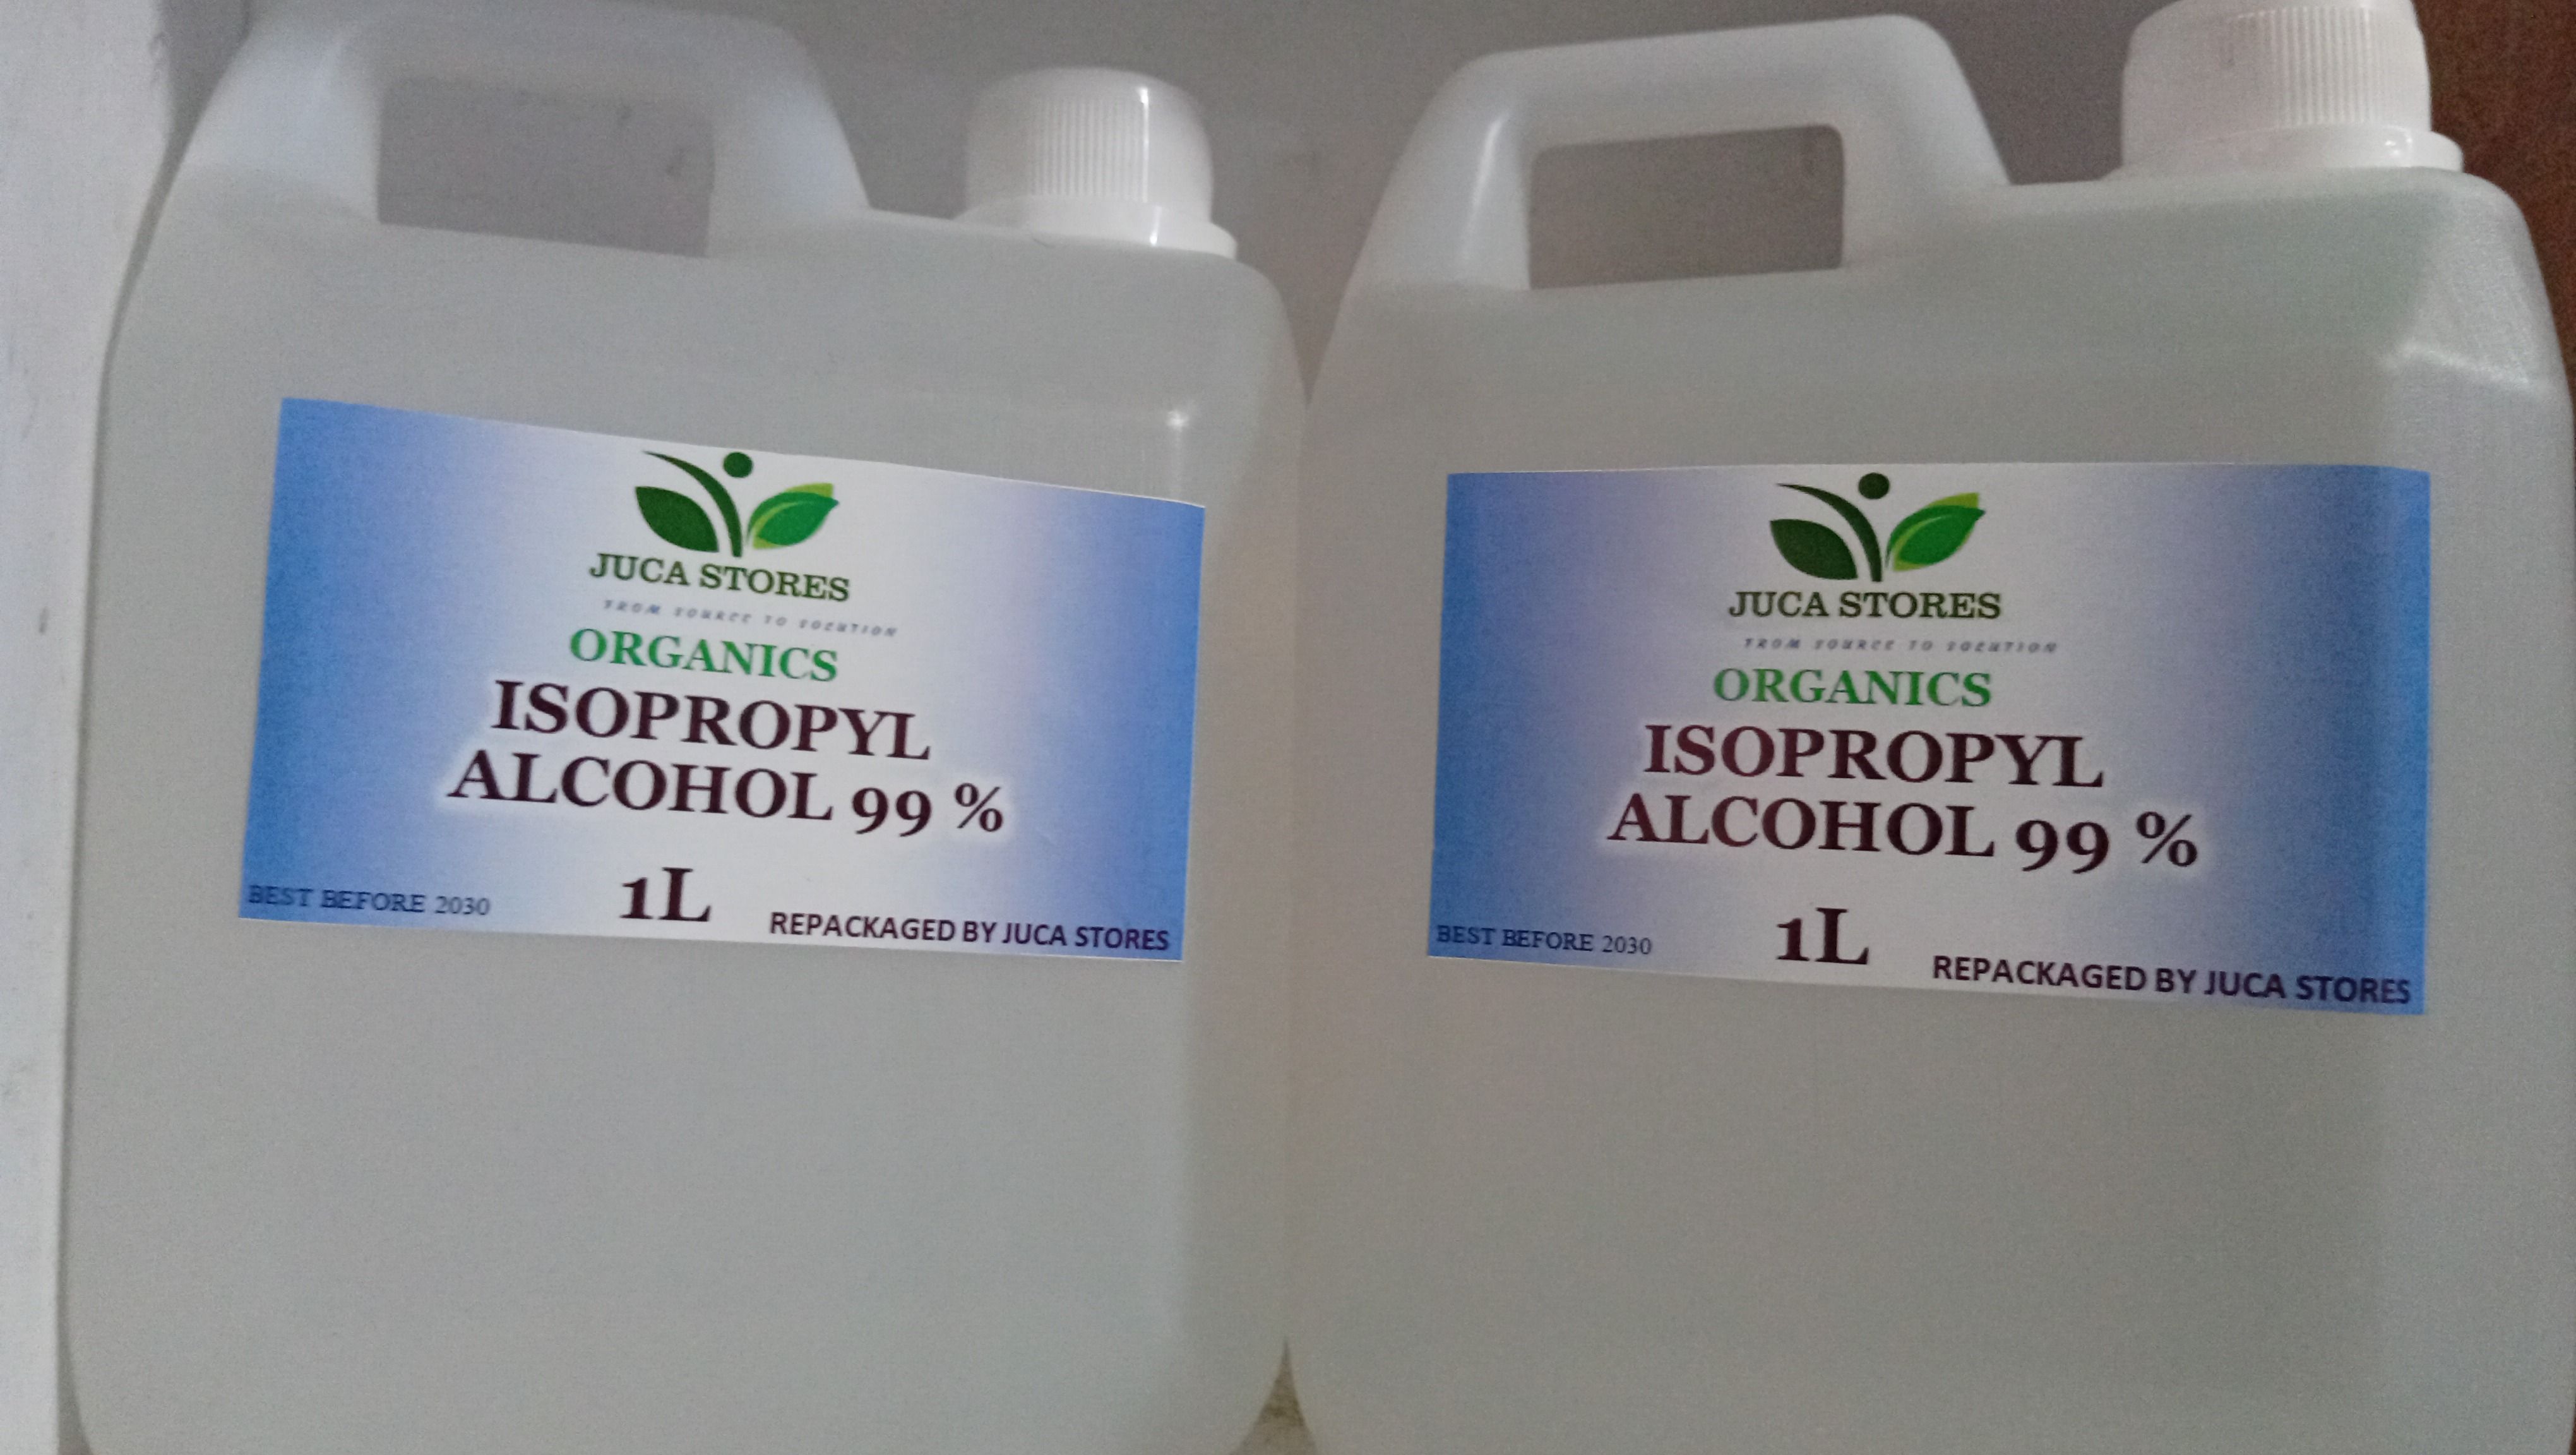 JUCA STORES
FROM SOURCE TO SOLUTION
ORGANICS
ISOPROPYL
ALCOHOL 99 %
1L
BEST BEFORE 2030
REPACKAGED BY JUCA STORES
JUCA STORES
FROM SOURCE TO SOLUTION
ORGANICS
ISOPROPYL
ALCOHOL 99 %
1L
BEST BEFORE 2030
REPACKAGED BY JUCA STORES